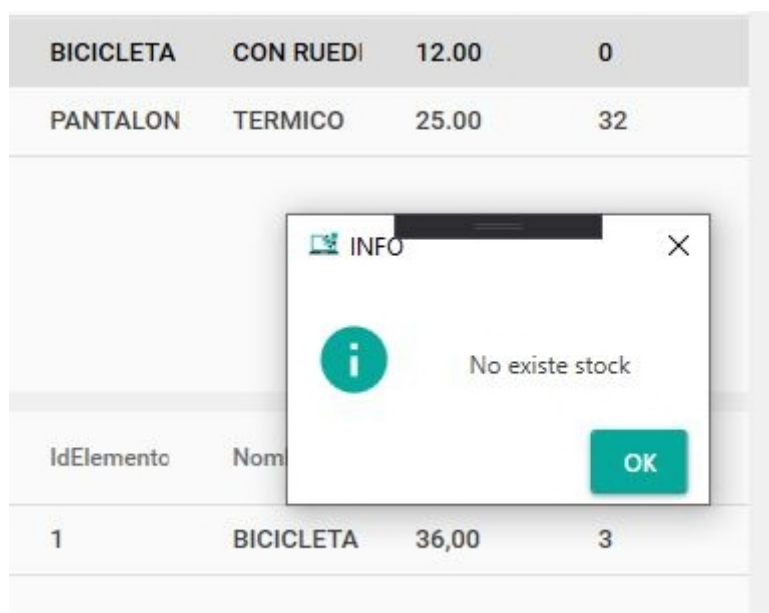 BICICLETA CON RUEDI 12.00 0
PANTALON TERMICO 25.00 32
INFO
No existe stock
OK
IdElemento Nom
1 BICICLETA 36,00 3